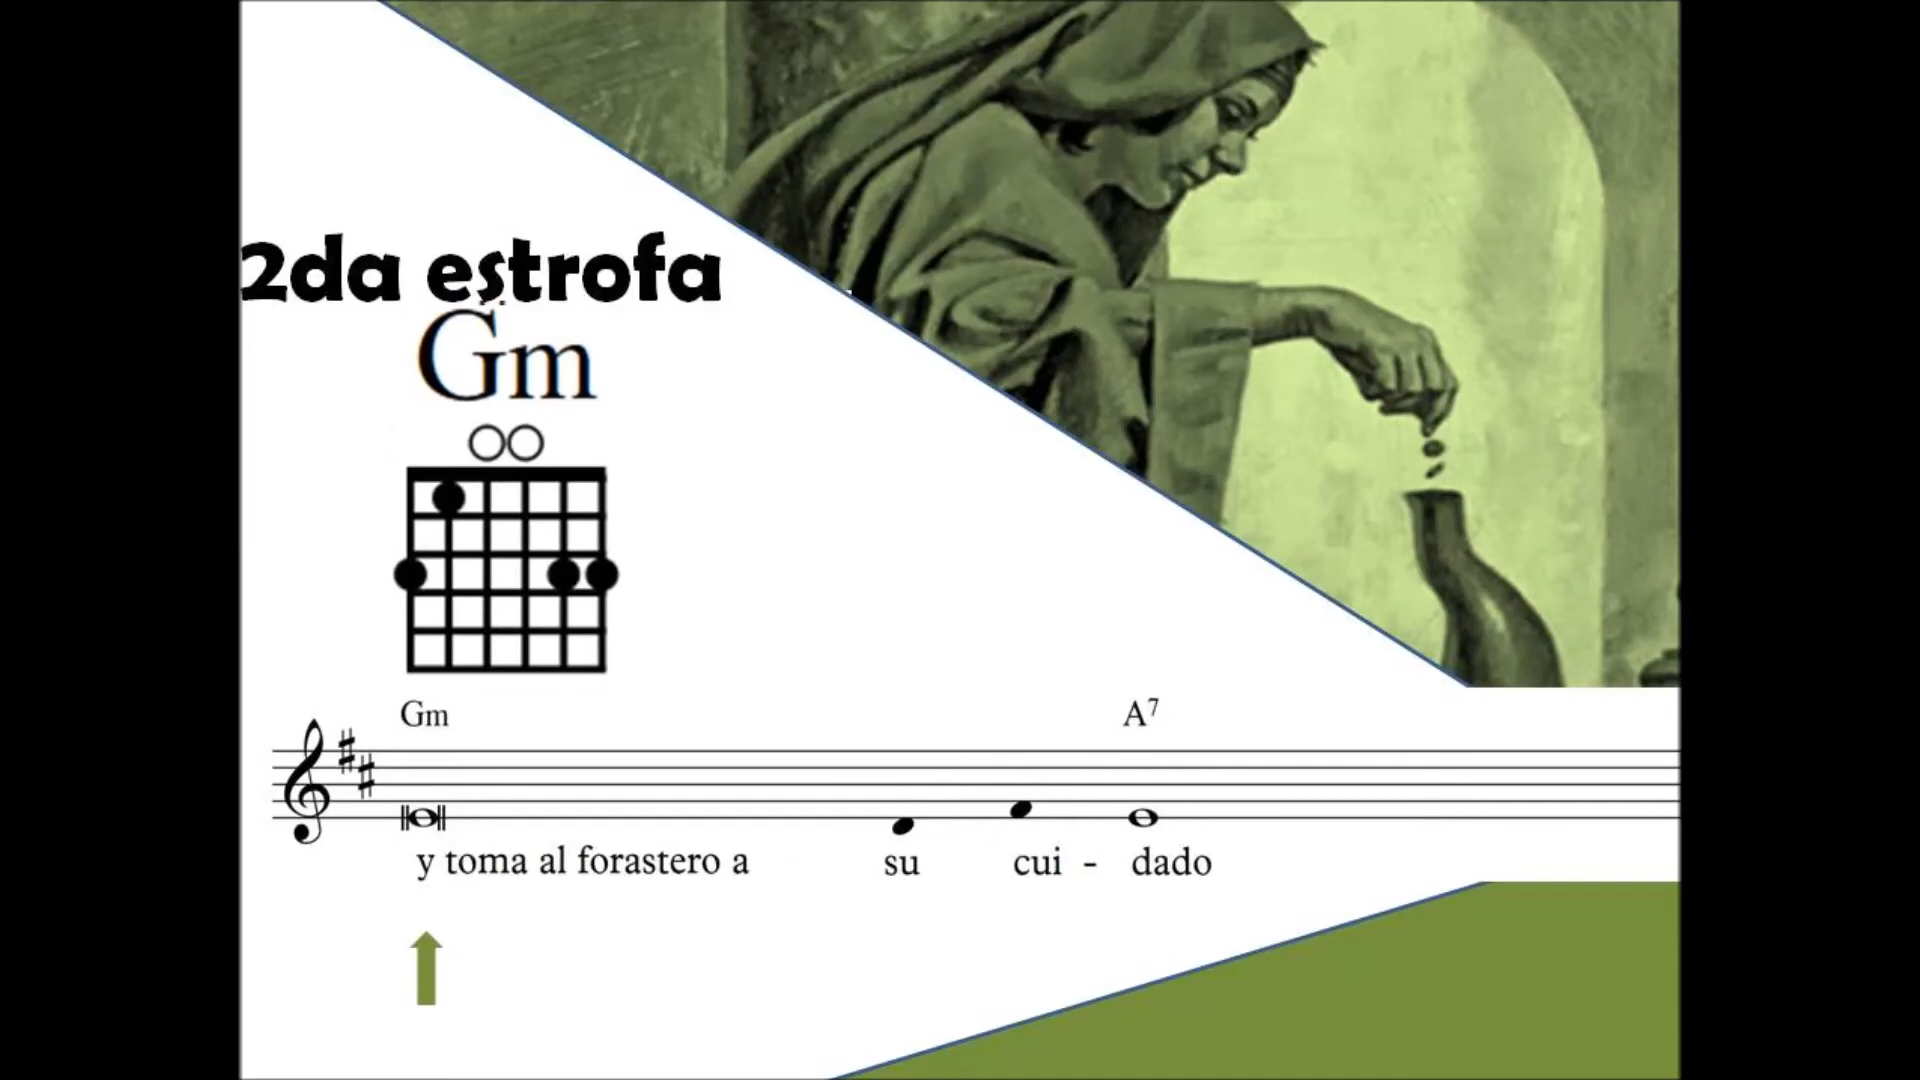 2da estrofa
Gm
Gm A⁷
y toma al forastero a su cui - dado